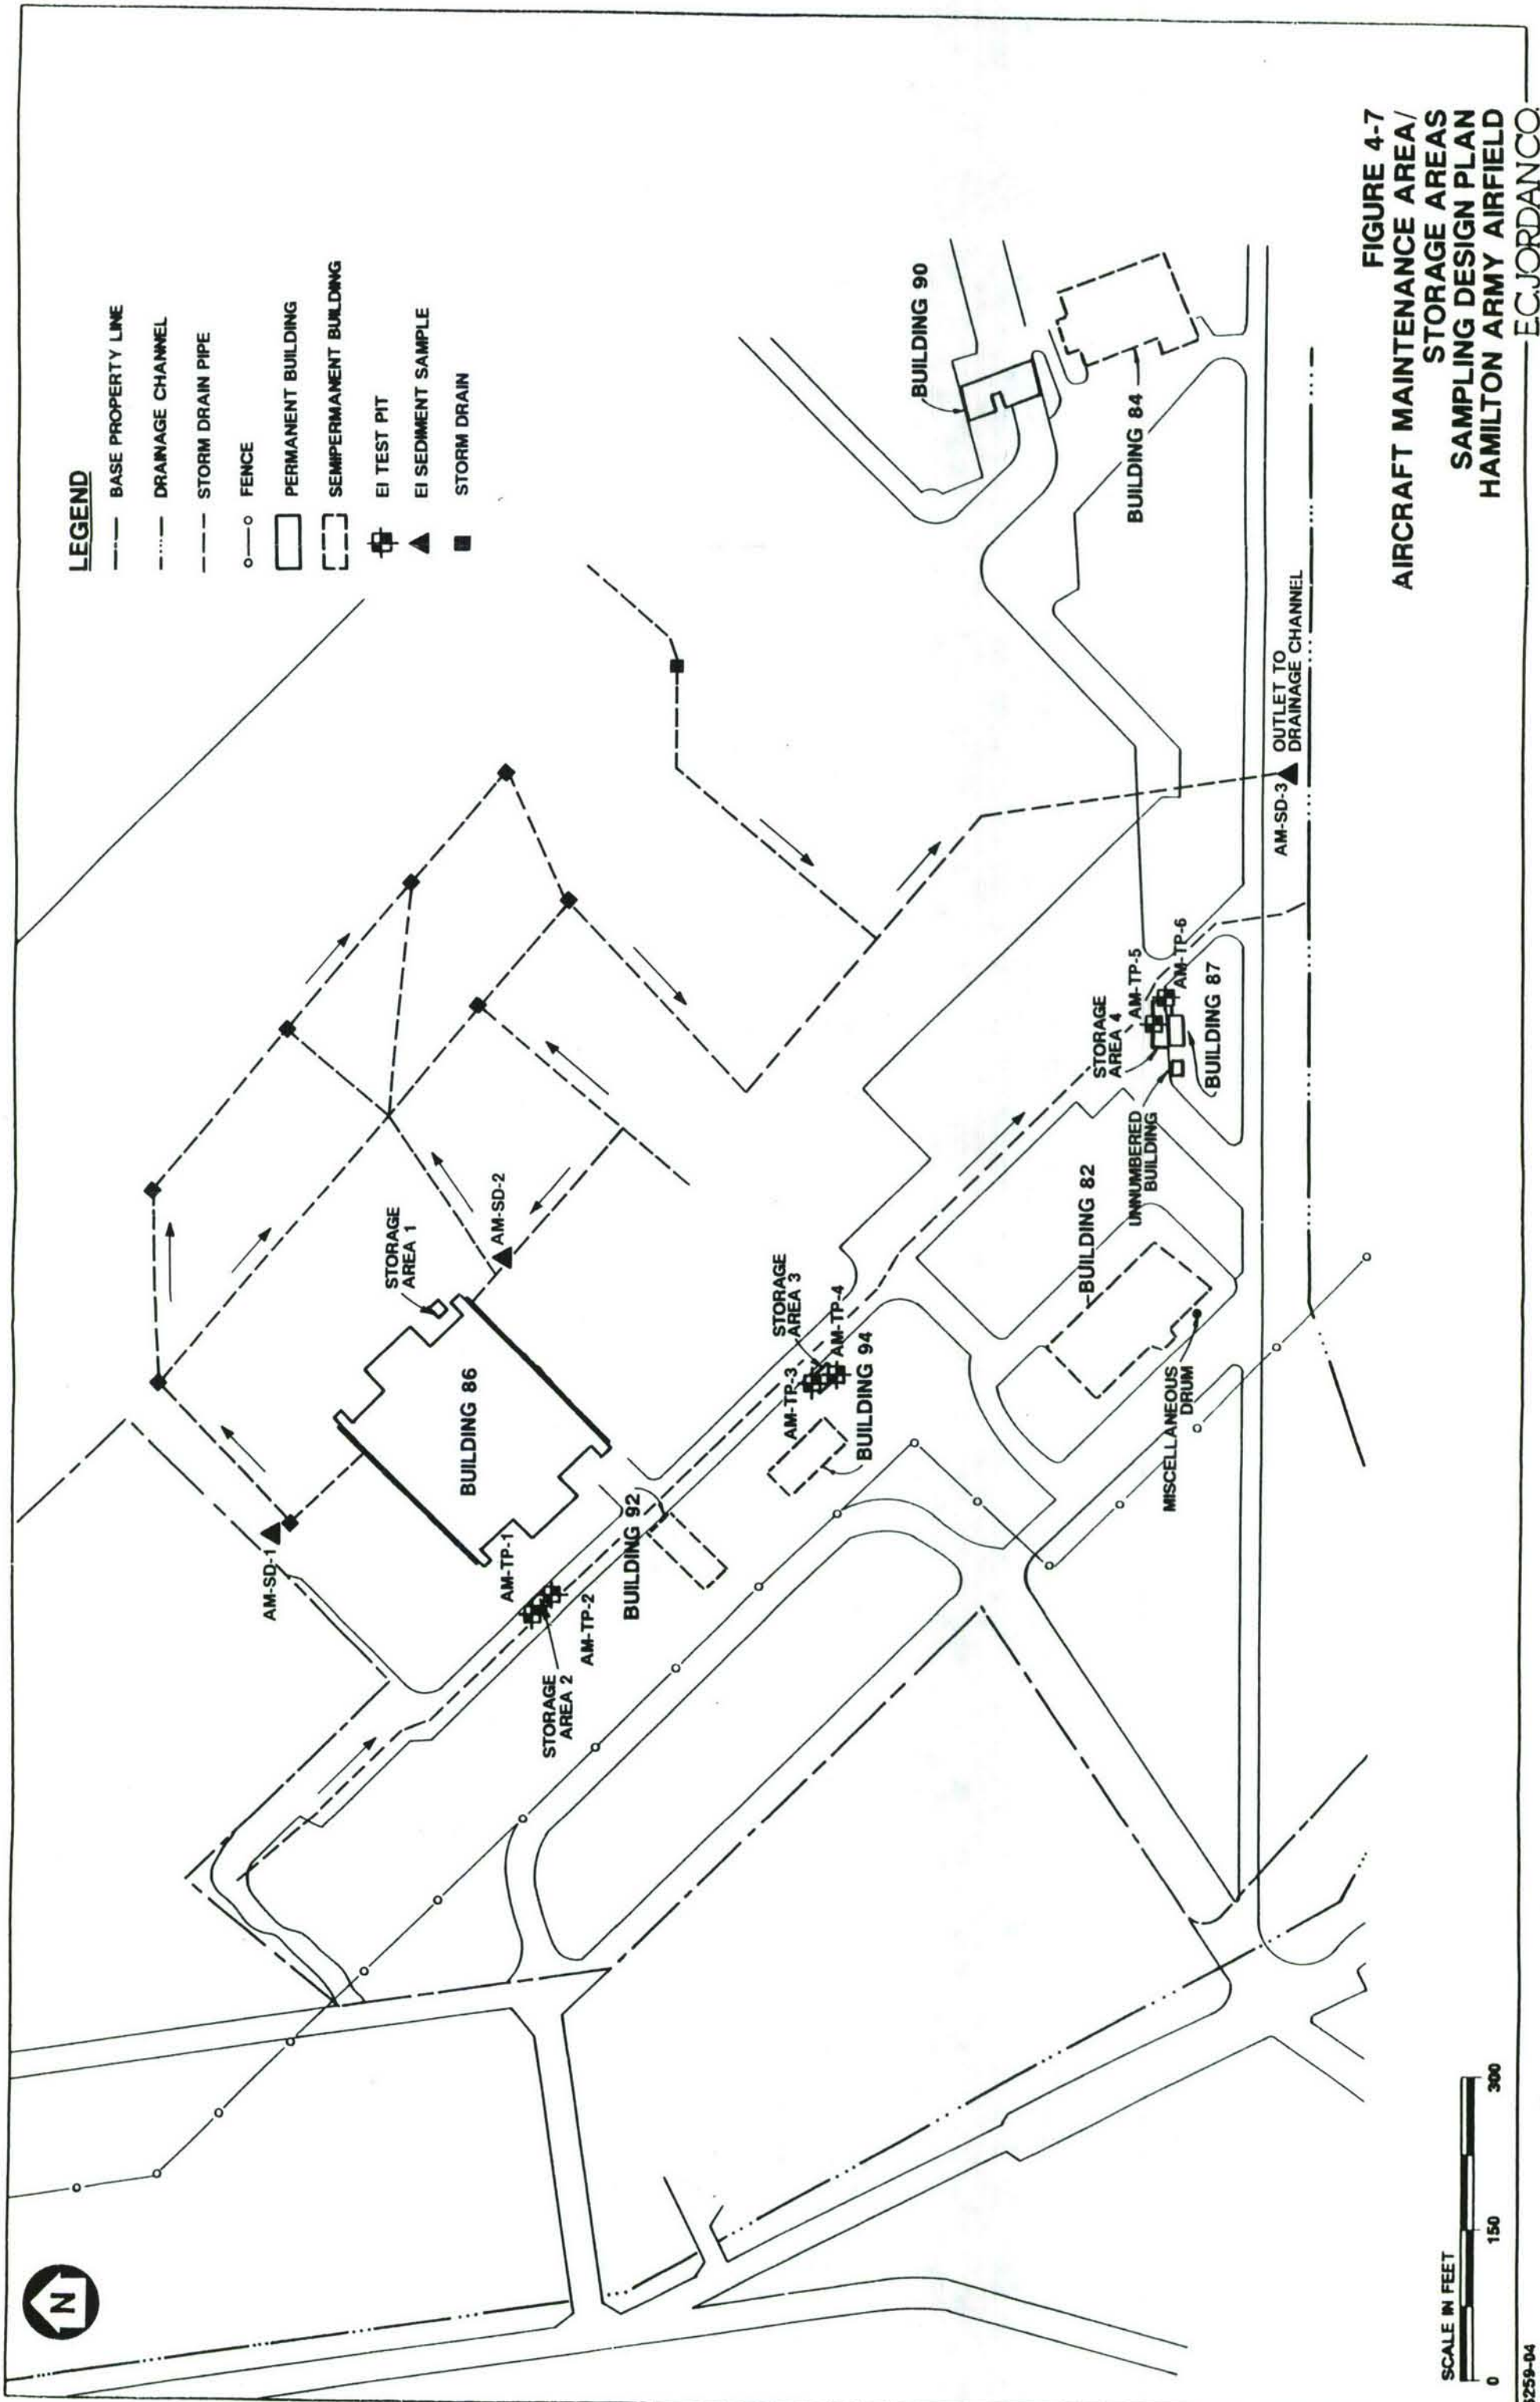 N
LEGEND
BASE PROPERTY LINE
DRAINAGE CHANNEL
STORM DRAIN PIPE
FENCE
PERMANENT BUILDING
SEMIPERMANENT BUILDING
EI TEST PIT
EI SEDIMENT SAMPLE
STORM DRAIN
AM-SD-1
STORAGE
AREA 1
AM-SD-2
BUILDING 86
AM-TP-1
STORAGE
AREA 2
AM-TP-2
BUILDING 92
STORAGE
AREA 3
AM-TP-3
AM-TP-4
BUILDING 94
BUILDING 90
BUILDING 84
STORAGE
AREA 4
AM-TP-5
AM-TP-6
BUILDING 87
UNNUMBERED
BUILDING
BUILDING 82
MISCELLANEOUS
DRUM
AM-SD-3
OUTLET TO
DRAINAGE CHANNEL
SCALE IN FEET
0 150 300
FIGURE 4-7
AIRCRAFT MAINTENANCE AREA/
STORAGE AREAS
SAMPLING DESIGN PLAN
HAMILTON ARMY AIRFIELD
E.C.JORDAN CO.
259-04